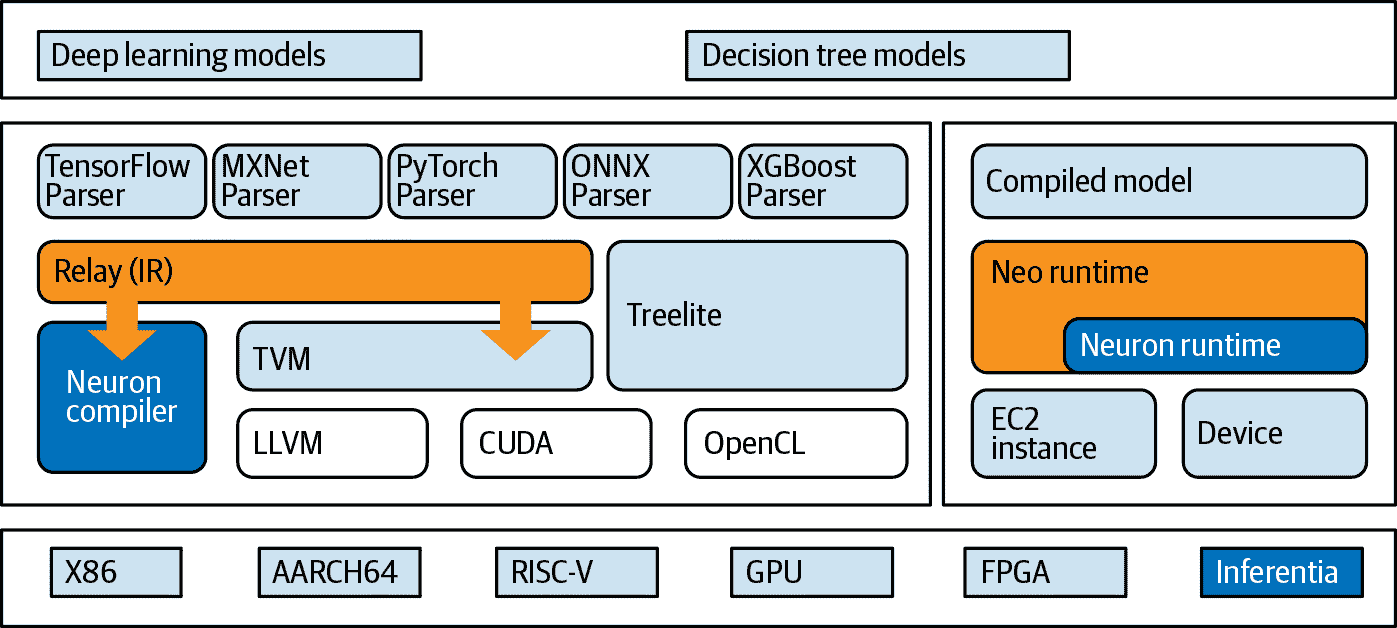 Deep learning models
Decision tree models
TensorFlow
Parser
MXNet
Parser
PyTorch
Parser
ONNX
Parser
XGBoost
Parser
Relay (IR)
Treelite
Neuron
compiler
TVM
LLVM
CUDA
OpenCL
Compiled model
Neo runtime
Neuron runtime
EC2
instance
Device
X86
AARCH64
RISC-V
GPU
FPGA
Inferentia